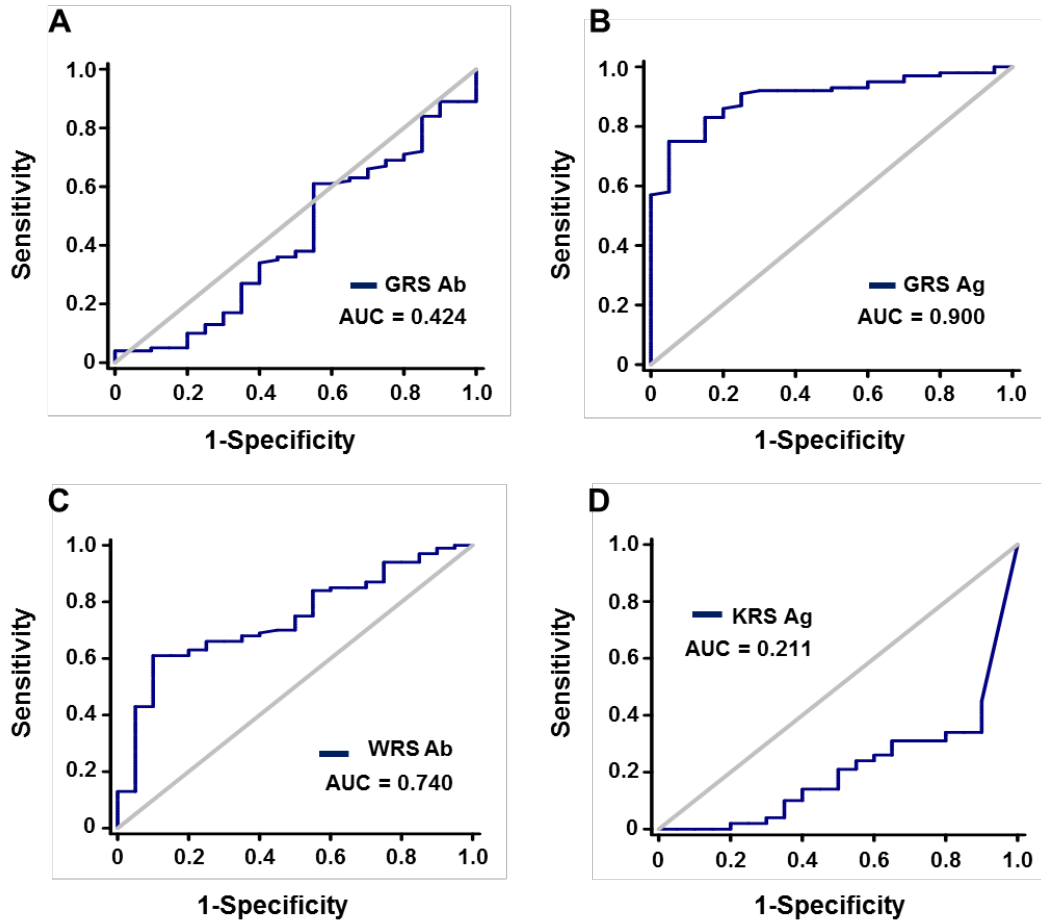 A
1.0
0.8
0.6
0.4
0.2
0
Sensitivity
GRS Ab
AUC = 0.424
0 0.2 0.4 0.6 0.8 1.0
1-Specificity
B
1.0
0.8
0.6
0.4
0.2
0
Sensitivity
GRS Ag
AUC = 0.900
0 0.2 0.4 0.6 0.8 1.0
1-Specificity
C
1.0
0.8
0.6
0.4
0.2
0
Sensitivity
WRS Ab
AUC = 0.740
0 0.2 0.4 0.6 0.8 1.0
1-Specificity
D
1.0
0.8
0.6
0.4
0.2
0
Sensitivity
KRS Ag
AUC = 0.211
0 0.2 0.4 0.6 0.8 1.0
1-Specificity